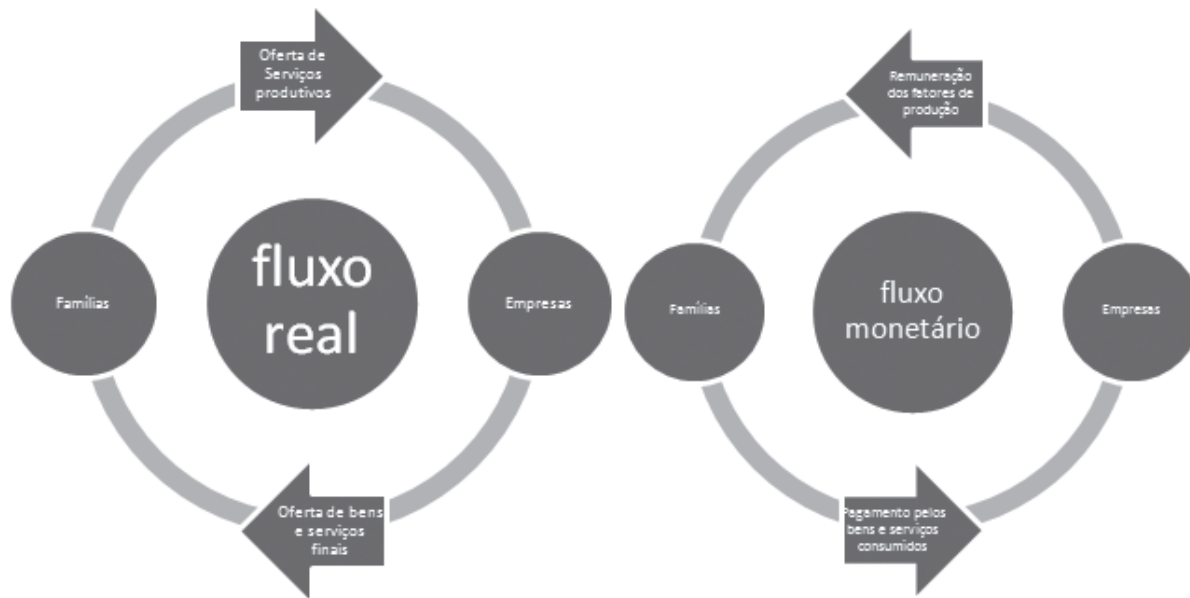 Oferta de
Serviços
produtivos
Famílias
fluxo
real
Empresas
Oferta de bens
e serviços
finais
Remuneração
dos fatores de
produção
Famílias
fluxo
monetário
Empresas
Pagamento pelos
bens e serviços
consumidos